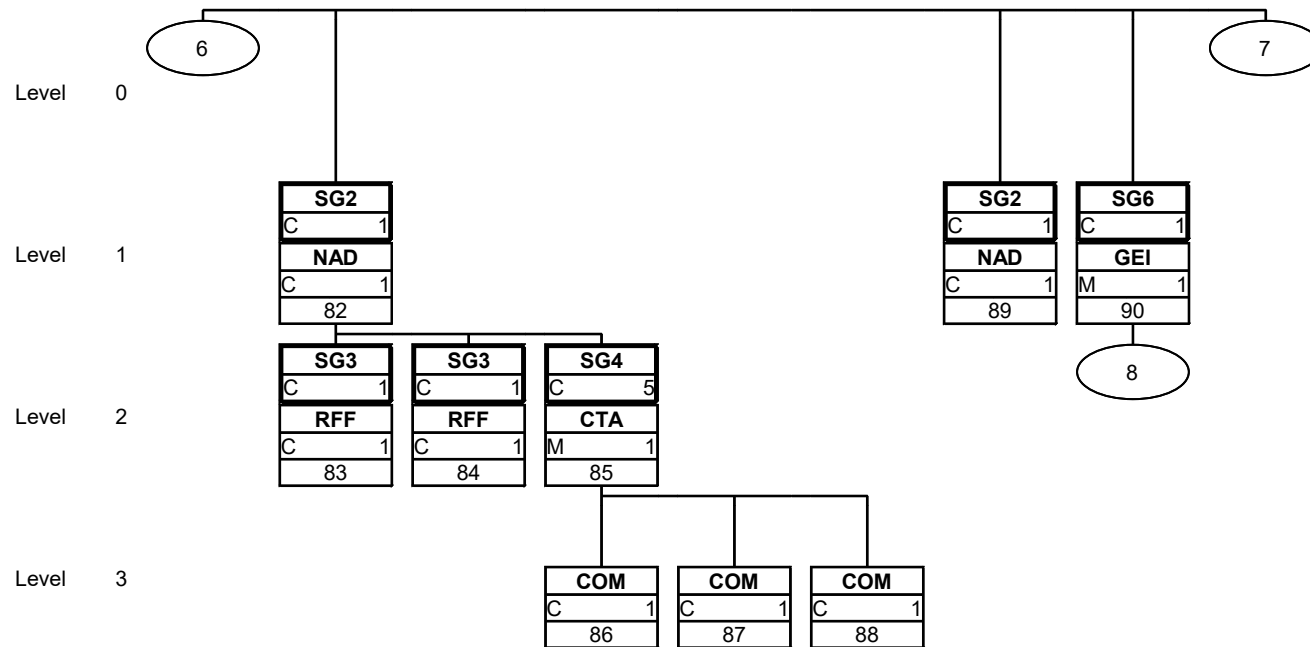 6 7
Level 0
SG2 SG2 SG6
C 1 C 1 C 1
Level 1 NAD NAD GEI
C 1 C 1 M 1
82 89 90
SG3 SG3 SG4 8
C 1 C 1 C 5
Level 2 RFF RFF CTA
C 1 C 1 M 1
83 84 85
Level 3 COM COM COM
C 1 C 1 C 1
86 87 88